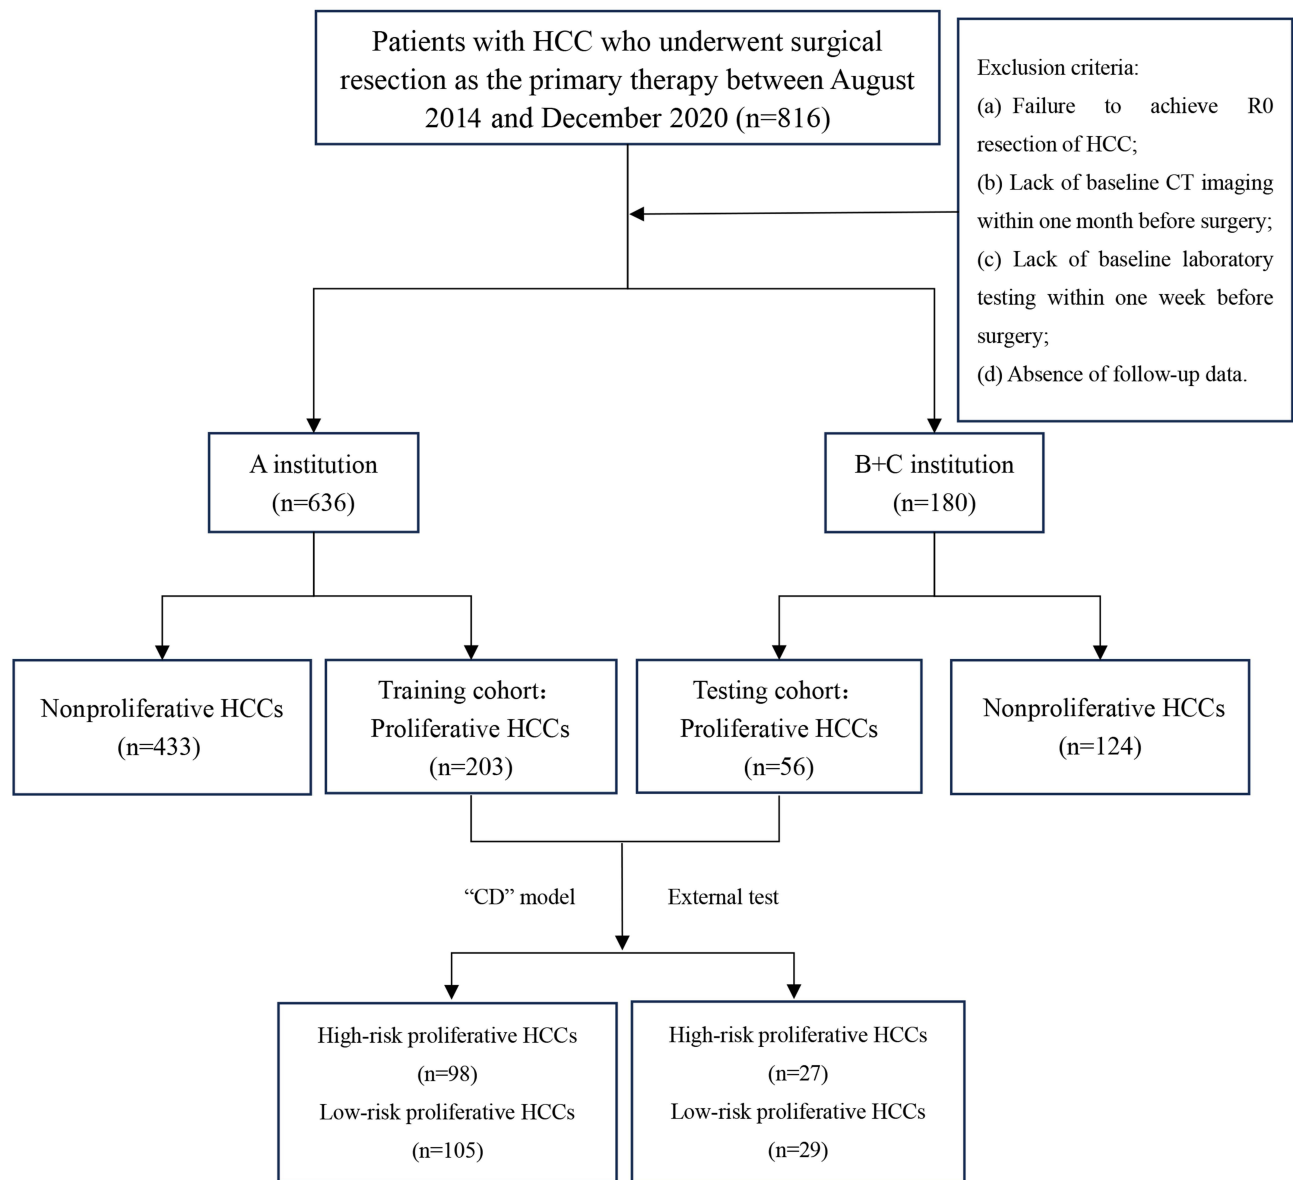 Patients with HCC who underwent surgical
resection as the primary therapy between August
2014 and December 2020 (n=816)
Exclusion criteria:
(a) Failure to achieve R0
resection of HCC;
(b) Lack of baseline CT imaging
within one month before surgery;
(c) Lack of baseline laboratory
testing within one week before
surgery;
(d) Absence of follow-up data.
A institution
(n=636)
B+C institution
(n=180)
Nonproliferative HCCs
(n=433)
Training cohort：
Proliferative HCCs
(n=203)
Testing cohort：
Proliferative HCCs
(n=56)
Nonproliferative HCCs
(n=124)
“CD” model
External test
High-risk proliferative HCCs
(n=98)
Low-risk proliferative HCCs
(n=105)
High-risk proliferative HCCs
(n=27)
Low-risk proliferative HCCs
(n=29)